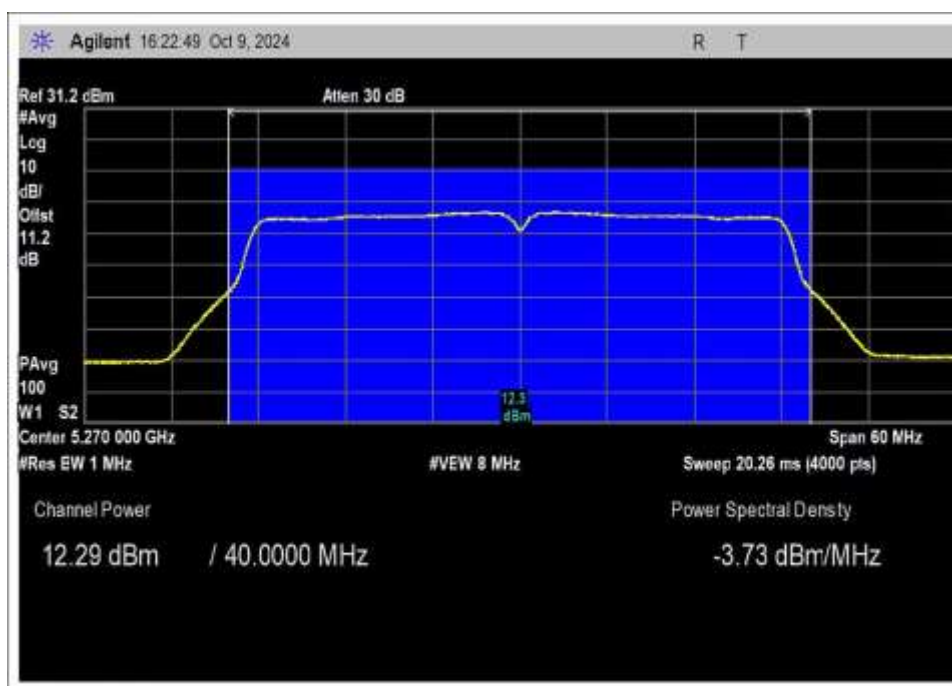 Agilent 16:22:49 Oct 9, 2024 R T
Ref 31.2 dBm Atten 30 dB
#Avg
Log
10
dB/
Offst
11.2
dB
PAvg
100
W1 S2
12.3
dBm
Center 5.270 000 GHz Span 60 MHz
#Res BW 1 MHz #VBW 8 MHz Sweep 20.26 ms (4000 pts)
Channel Power Power Spectral Density
12.29 dBm / 40.0000 MHz -3.73 dBm/MHz